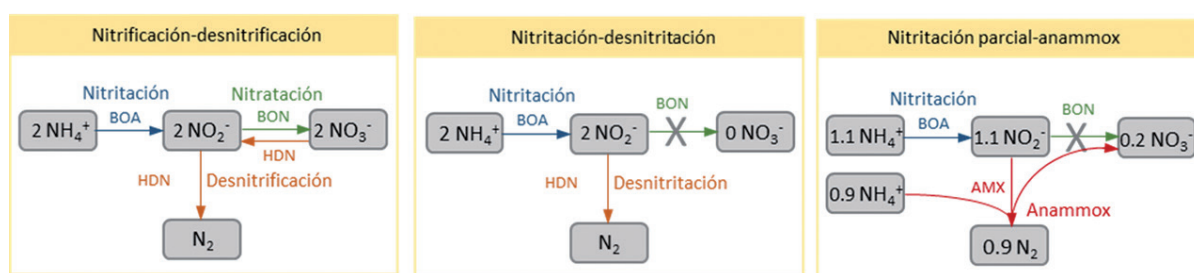 Nitrificación-desnitrificación
Nitritación
Nitratación
2 NH₄⁺
BOA
2 NO₂⁻
BON
2 NO₃⁻
HDN
HDN
Desnitrificación
N₂
Nitritación-desnitritación
Nitritación
BON
2 NH₄⁺
BOA
2 NO₂⁻
0 NO₃⁻
HDN
Desnitritación
N₂
Nitritación parcial-anammox
Nitritación
BON
1.1 NH₄⁺
BOA
1.1 NO₂⁻
0.2 NO₃⁻
0.9 NH₄⁺
AMX
Anammox
0.9 N₂